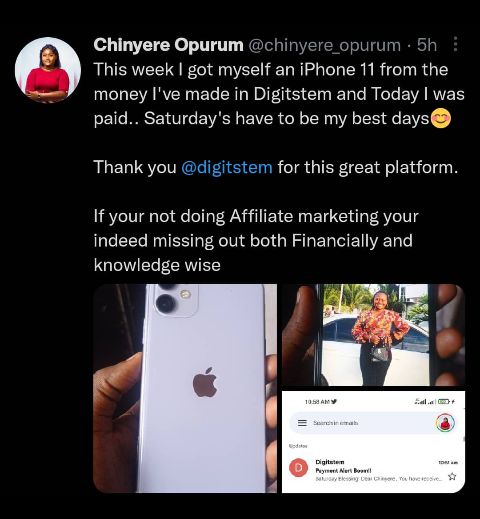 Chinyere Opurum @chinyere_opurum · 5h
This week I got myself an iPhone 11 from the
money I've made in Digitstem and Today I was
paid.. Saturday's have to be my best days😊
Thank you @digitstem for this great platform.
If your not doing Affiliate marketing your
indeed missing out both Financially and
knowledge wise
10:58 AM
Search in emails
Updates
D
Digitstem
Payment Alert Boom!!
Saturday Blessing! Dear Chinyere, You have receive...